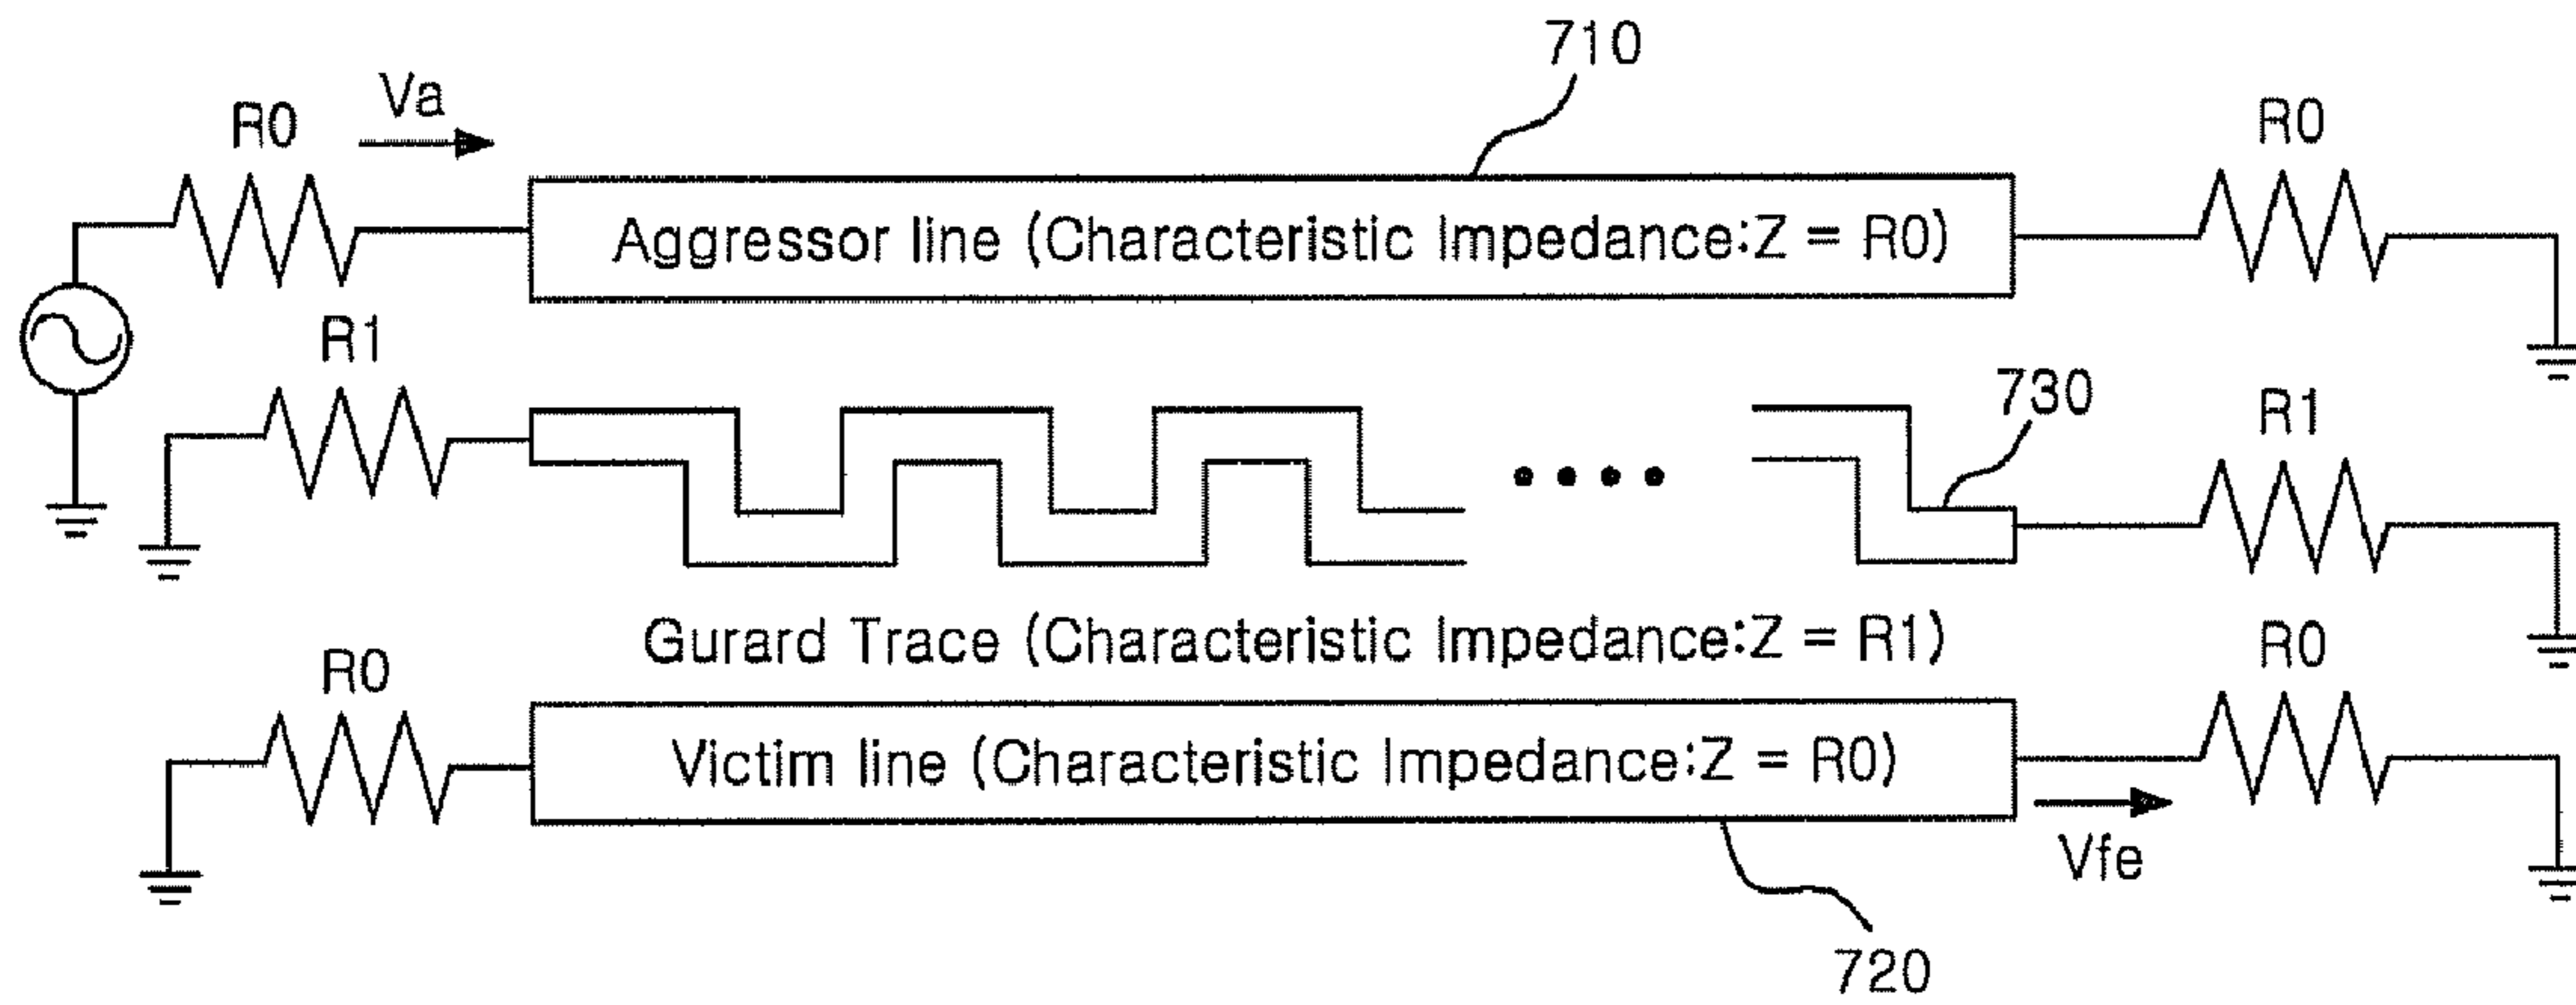 710
Va
R0
R0
Aggressor line (Characteristic Impedance:Z = R0)
R1
730
R1
Gurard Trace (Characteristic Impedance:Z = R1)
R0
R0
Victim line (Characteristic Impedance:Z = R0)
Vfe
720